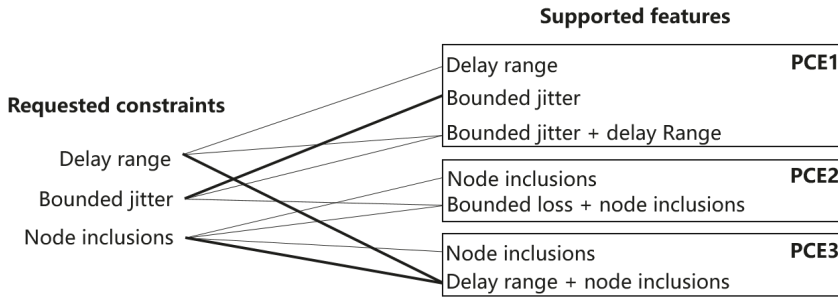 Supported features
Requested constraints
Delay range
Bounded jitter
Node inclusions
Delay range
PCE1
Bounded jitter
Bounded jitter + delay Range
Node inclusions
PCE2
Bounded loss + node inclusions
Node inclusions
PCE3
Delay range + node inclusions